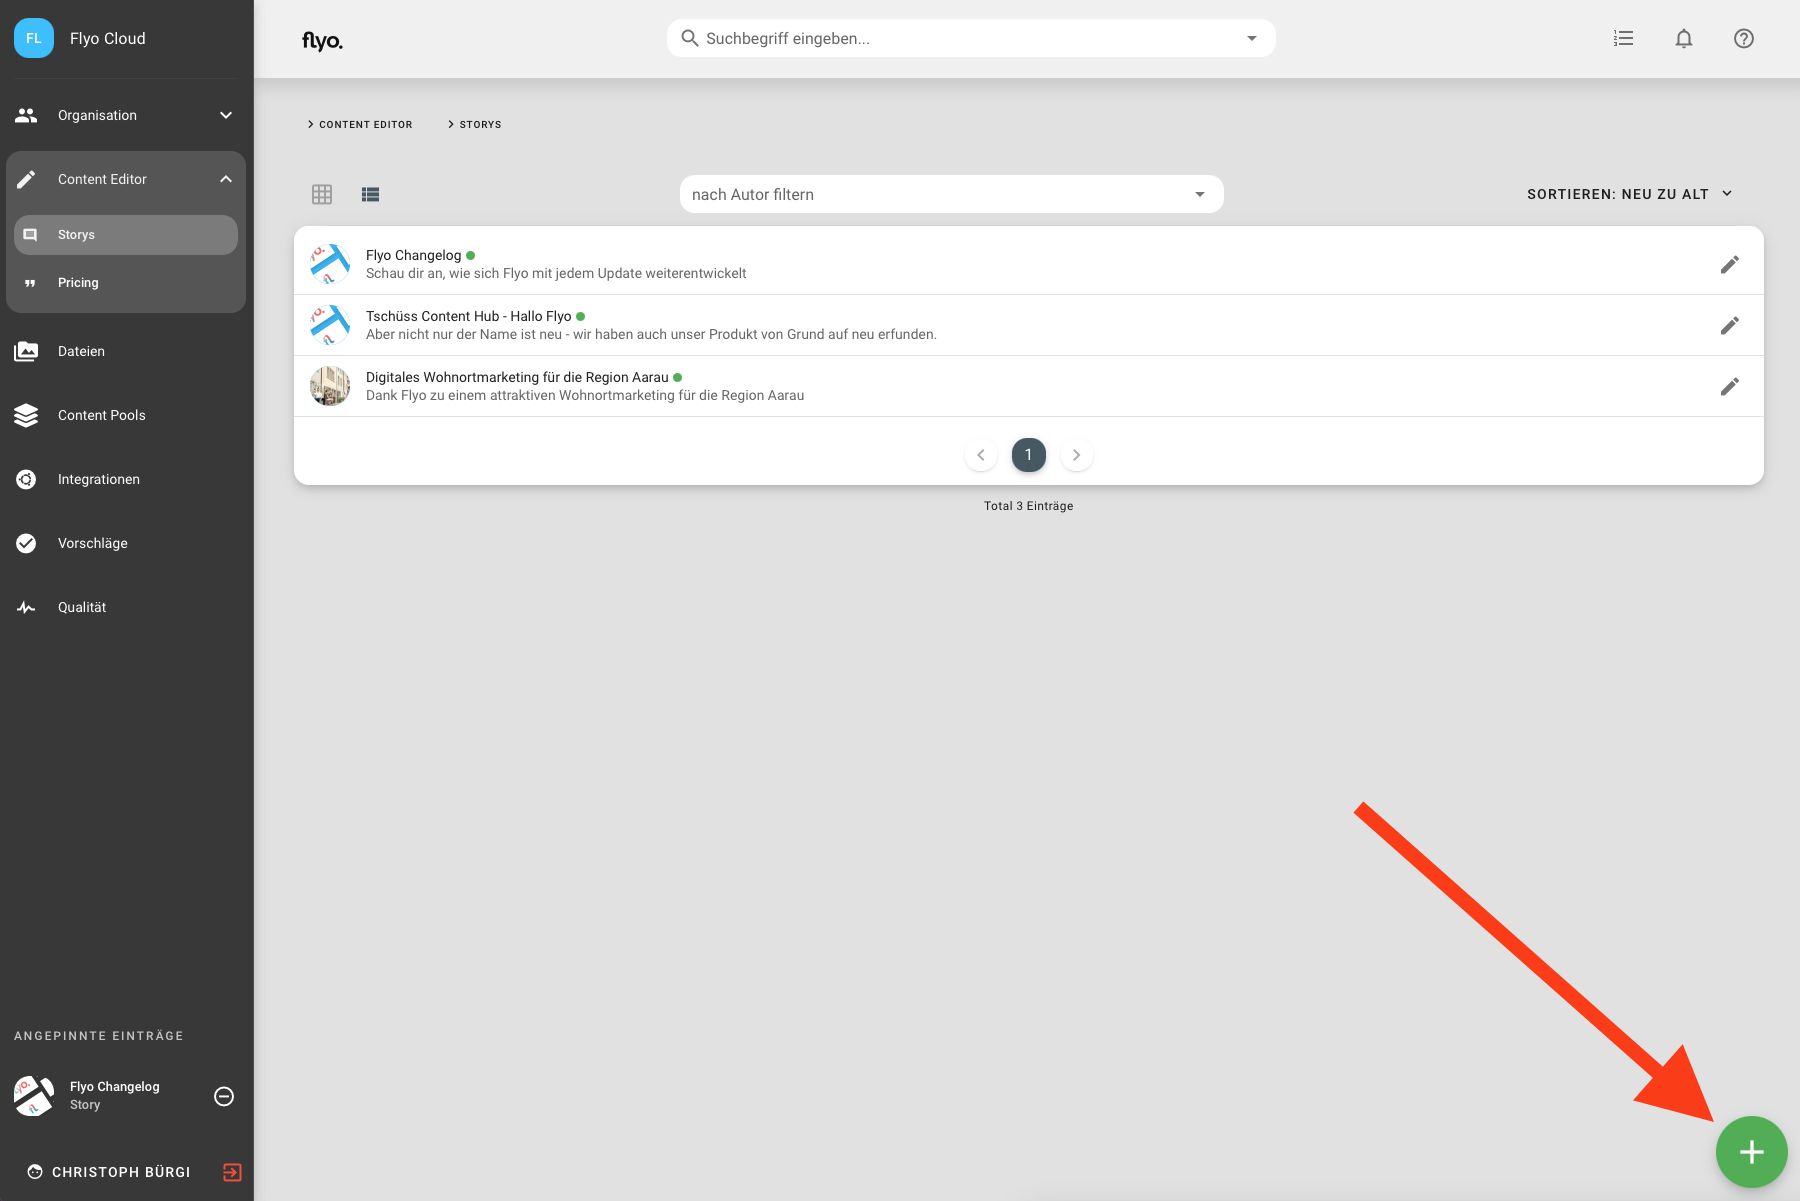 FL
Flyo Cloud
Organisation
Content Editor
Storys
Pricing
Dateien
Content Pools
Integrationen
Vorschläge
Qualität
ANGEPINNTE EINTRÄGE
Flyo Changelog
Story
CHRISTOPH BÜRGI
flyo.
Suchbegriff eingeben...
CONTENT EDITOR
STORYS
nach Autor filtern
SORTIEREN: NEU ZU ALT
Flyo Changelog
Schau dir an, wie sich Flyo mit jedem Update weiterentwickelt
Tschüss Content Hub - Hallo Flyo
Aber nicht nur der Name ist neu - wir haben auch unser Produkt von Grund auf neu erfunden.
Digitales Wohnortmarketing für die Region Aarau
Dank Flyo zu einem attraktiven Wohnortmarketing für die Region Aarau
1
Total 3 Einträge